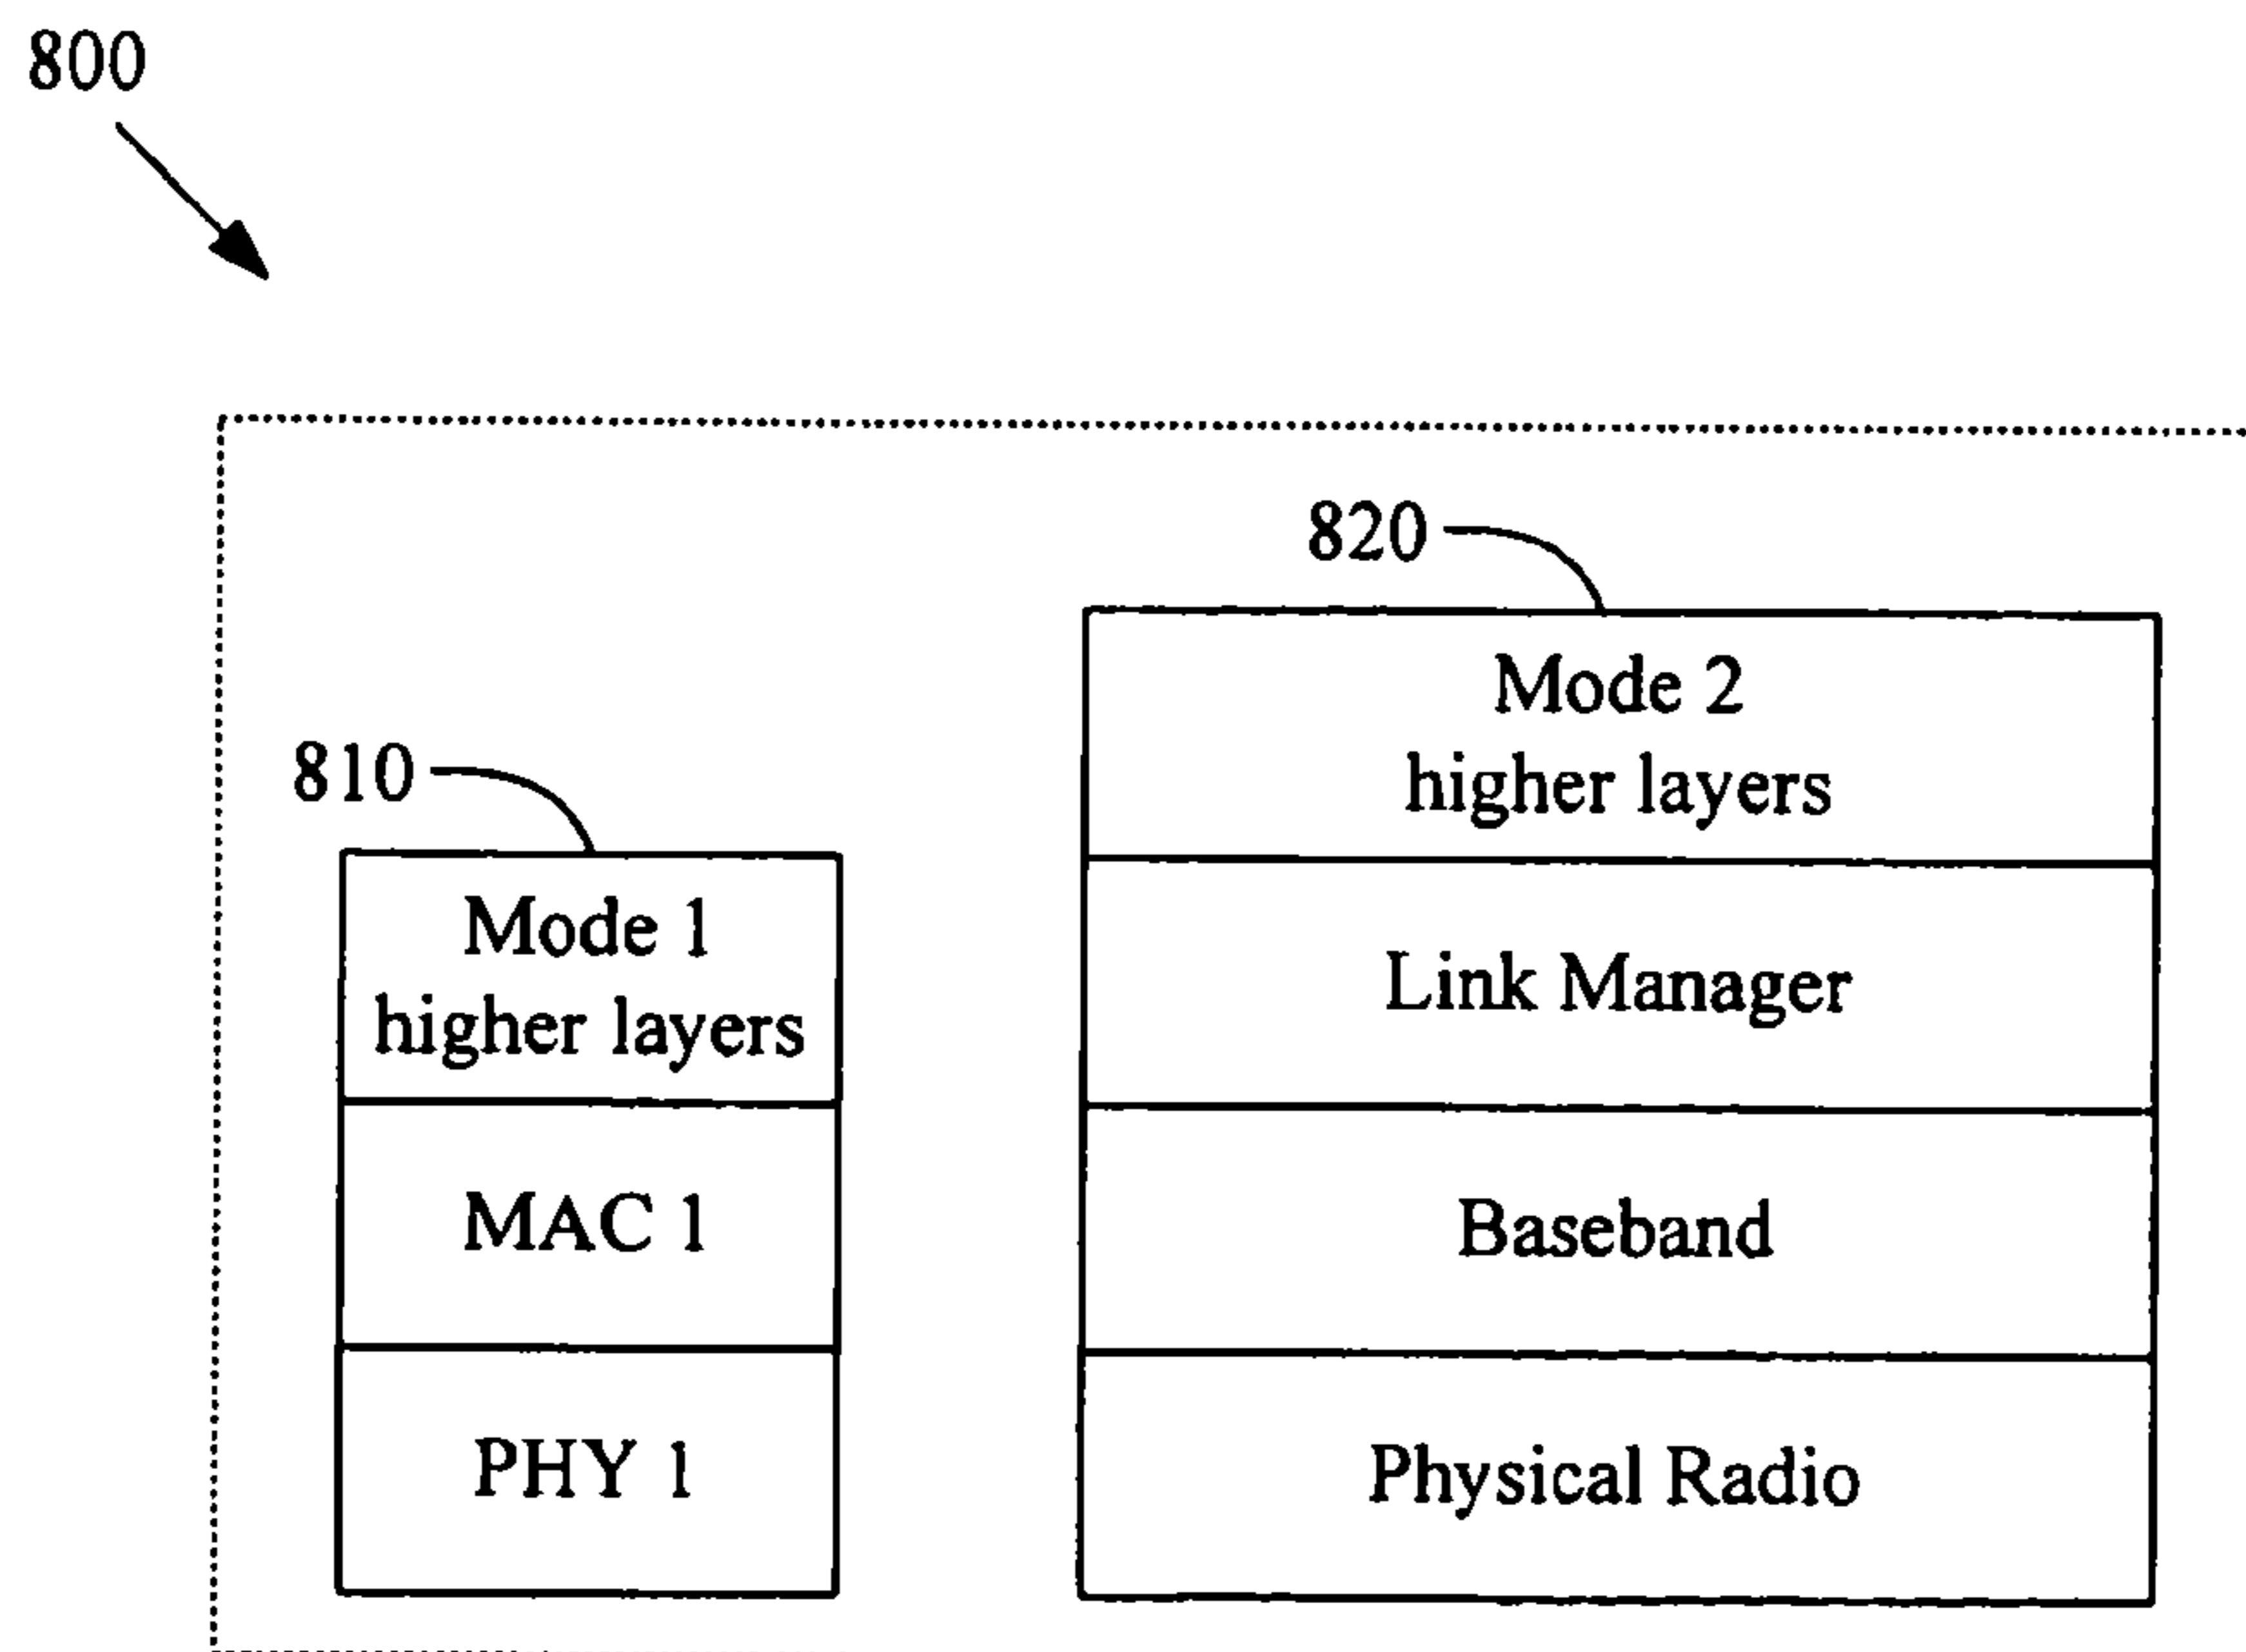 800
820
Mode 2
higher layers
810
Mode 1
higher layers
Link Manager
MAC 1
Baseband
PHY 1
Physical Radio